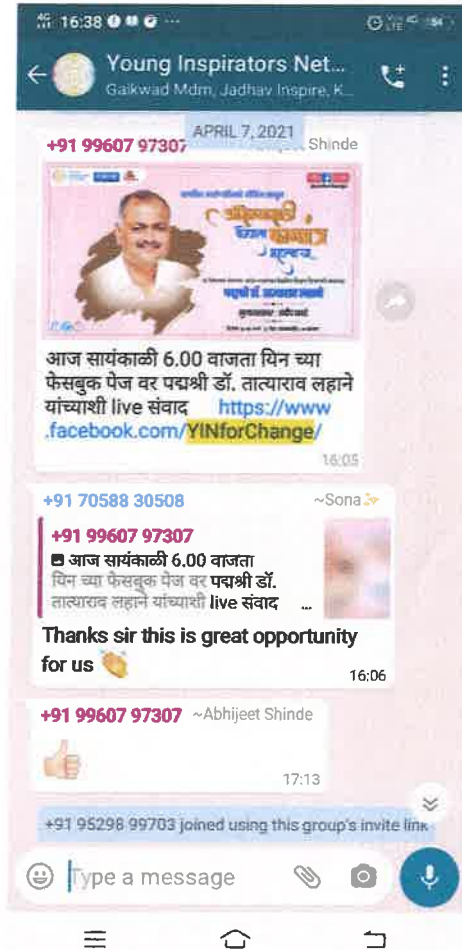 16:38
Young Inspirators Net...
Gaikwad Mdm, Jadhav Inspire, K...
APRIL 7, 2021
+91 99607 97307 Shinde
आज सायंकाळी 6.00 वाजता यिन च्या
फेसबुक पेज वर पद्मश्री डॉ. तात्याराव लहाने
यांच्याशी live संवाद https://www
.facebook.com/YINforChange/
16:05
+91 70588 30508 ~Sona
+91 99607 97307
आज सायंकाळी 6.00 वाजता
यिन च्या फेसबुक पेज वर पद्मश्री डॉ.
तात्याराव लहाने यांच्याशी live संवाद ...
Thanks sir this is great opportunity
for us 👏
16:06
+91 99607 97307 ~Abhijeet Shinde
👍
17:13
+91 95298 99703 joined using this group's invite link
Type a message